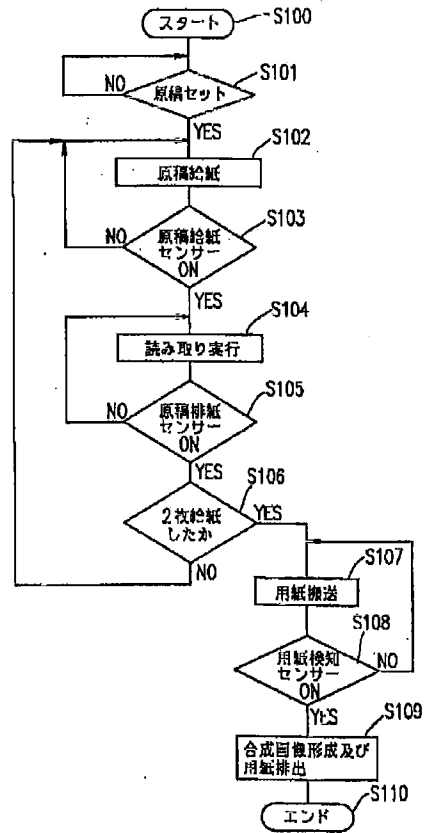 スタート
S100
S101
NO
原稿セット
YES
S102
原稿給紙
S103
NO
原稿給紙
センサー
ON
YES
S104
読み取り実行
S105
NO
原稿排紙
センサー
ON
YES
S106
2枚給紙
したか
YES
NO
S107
用紙搬送
S108
用紙検知
センサー
ON
NO
YES
S109
合成画像形成及び
用紙排出
S110
エンド